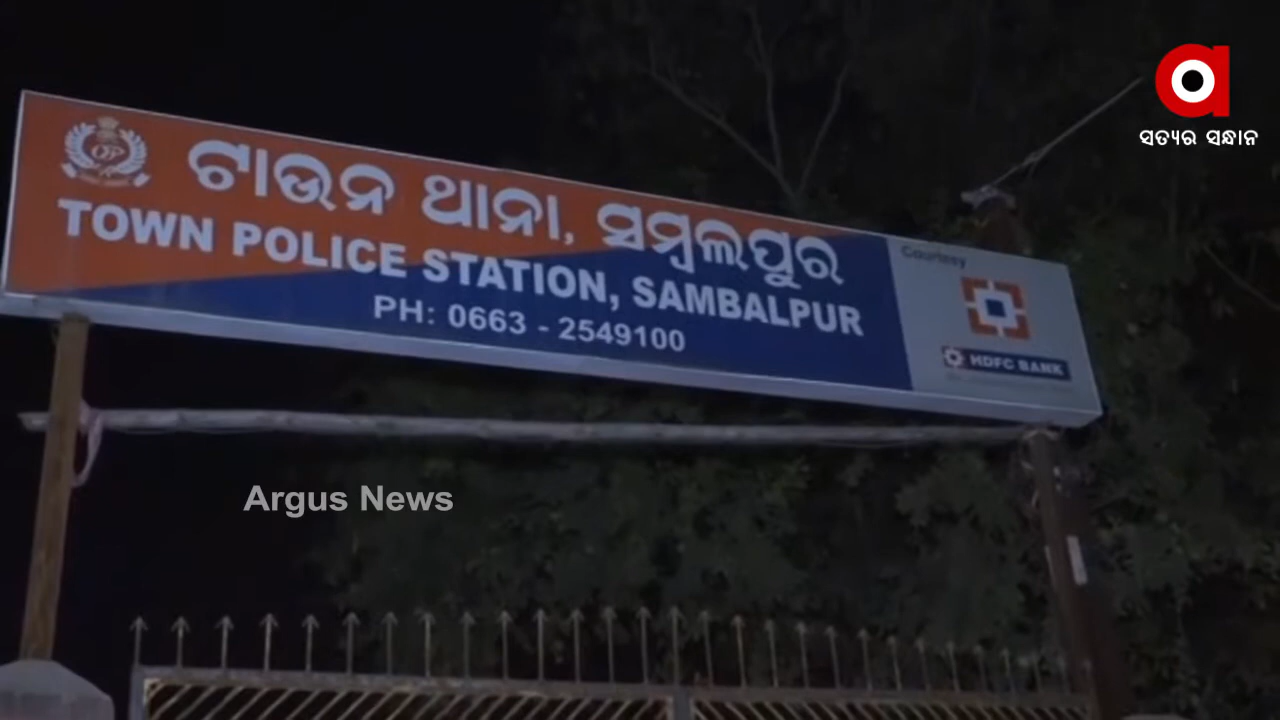 ଟାଉନ ଥାନା, ସମ୍ବଲପୁର
TOWN POLICE STATION, SAMBALPUR
PH: 0663 - 2549100
Courtesy
HDFC BANK
ସତ୍ୟର ସନ୍ଧାନ
Argus News